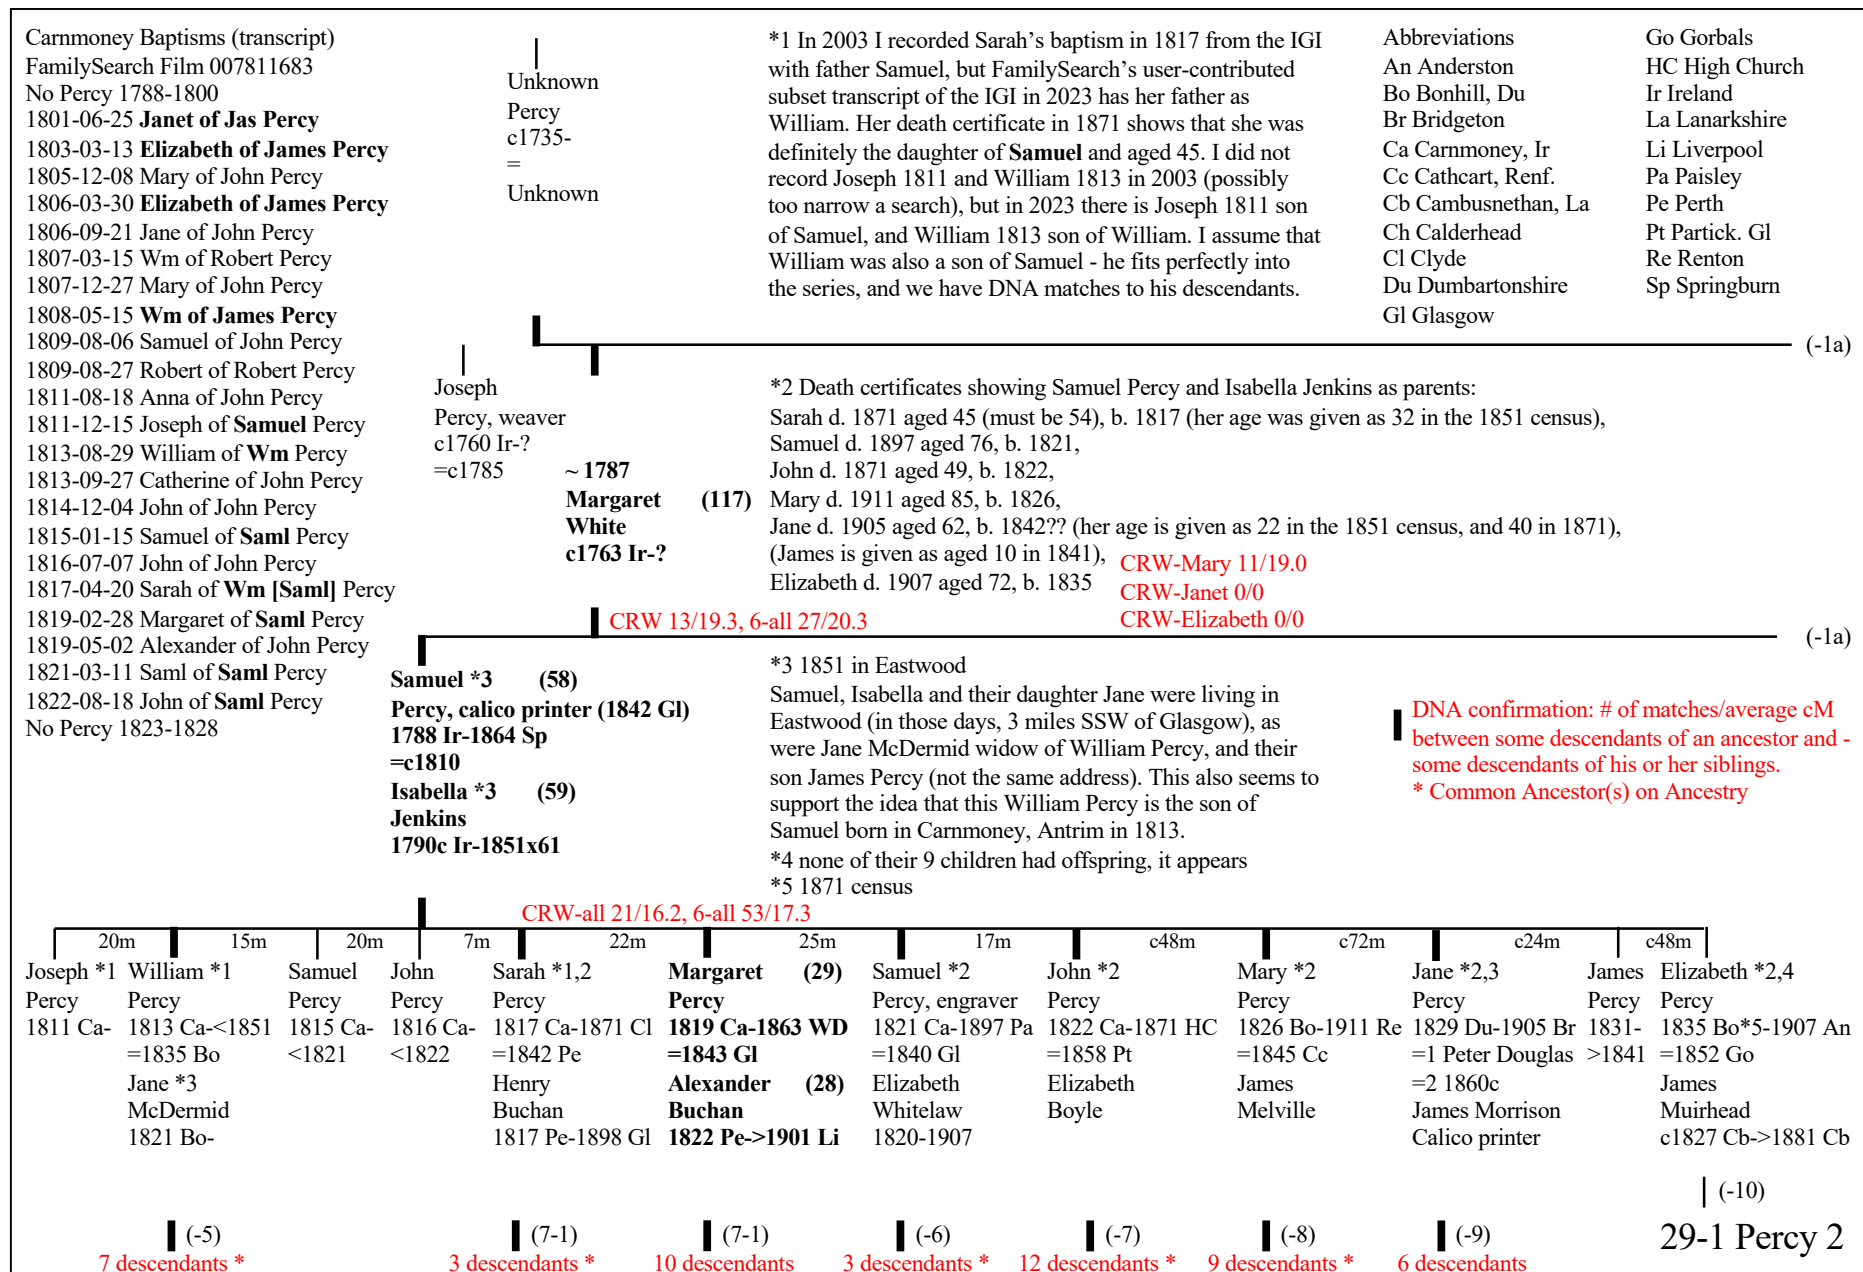 Carnmoney Baptisms (transcript)
FamilySearch Film 007811683
No Percy 1788-1800
1801-06-25 Janet of Jas Percy
1803-03-13 Elizabeth of James Percy
1805-12-08 Mary of John Percy
1806-03-30 Elizabeth of James Percy
1806-09-21 Jane of John Percy
1807-03-15 Wm of Robert Percy
1807-12-27 Mary of John Percy
1808-05-15 Wm of James Percy
1809-08-06 Samuel of John Percy
1809-08-27 Robert of Robert Percy
1811-08-18 Anna of John Percy
1811-12-15 Joseph of Samuel Percy
1813-08-29 William of Wm Percy
1813-09-27 Catherine of John Percy
1814-12-04 John of John Percy
1815-01-15 Samuel of Saml Percy
1816-07-07 John of John Percy
1817-04-20 Sarah of Wm [Saml] Percy
1819-02-28 Margaret of Saml Percy
1819-05-02 Alexander of John Percy
1821-03-11 Saml of Saml Percy
1822-08-18 John of Saml Percy
No Percy 1823-1828
Unknown
Percy
c1735-
=
Unknown
*1 In 2003 I recorded Sarah's baptism in 1817 from the IGI
with father Samuel, but FamilySearch's user-contributed
subset transcript of the IGI in 2023 has her father as
William. Her death certificate in 1871 shows that she was
definitely the daughter of Samuel and aged 45. I did not
record Joseph 1811 and William 1813 in 2003 (possibly
too narrow a search), but in 2023 there is Joseph 1811 son
of Samuel, and William 1813 son of William. I assume that
William was also a son of Samuel - he fits perfectly into
the series, and we have DNA matches to his descendants.
Abbreviations
An Anderston
Bo Bonhill, Du
Br Bridgeton
Ca Carnmoney, Ir
Cc Cathcart, Renf.
Cb Cambusnethan, La
Ch Calderhead
Cl Clyde
Du Dumbartonshire
Gl Glasgow
Go Gorbals
HC High Church
Ir Ireland
La Lanarkshire
Li Liverpool
Pa Paisley
Pe Perth
Pt Partick. Gl
Re Renton
Sp Springburn
(-1a)
Joseph
Percy, weaver
c1760 Ir-?
=c1785
~ 1787
Margaret (117)
White
c1763 Ir-?
*2 Death certificates showing Samuel Percy and Isabella Jenkins as parents:
Sarah d. 1871 aged 45 (must be 54), b. 1817 (her age was given as 32 in the 1851 census),
Samuel d. 1897 aged 76, b. 1821,
John d. 1871 aged 49, b. 1822,
Mary d. 1911 aged 85, b. 1826,
Jane d. 1905 aged 62, b. 1842?? (her age is given as 22 in the 1851 census, and 40 in 1871),
(James is given as aged 10 in 1841),
Elizabeth d. 1907 aged 72, b. 1835
CRW-Mary 11/19.0
CRW-Janet 0/0
CRW-Elizabeth 0/0
CRW 13/19.3, 6-all 27/20.3
(-1a)
Samuel *3 (58)
Percy, calico printer (1842 Gl)
1788 Ir-1864 Sp
=c1810
Isabella *3 (59)
Jenkins
1790c Ir-1851x61
*3 1851 in Eastwood
Samuel, Isabella and their daughter Jane were living in
Eastwood (in those days, 3 miles SSW of Glasgow), as
were Jane McDermid widow of William Percy, and their
son James Percy (not the same address). This also seems to
support the idea that this William Percy is the son of
Samuel born in Carnmoney, Antrim in 1813.
*4 none of their 9 children had offspring, it appears
*5 1871 census
DNA confirmation: # of matches/average cM
between some descendants of an ancestor and -
some descendants of his or her siblings.
* Common Ancestor(s) on Ancestry
CRW-all 21/16.2, 6-all 53/17.3
20m 15m 20m 7m 22m 25m 17m c48m c72m c24m c48m
Joseph *1
Percy
1811 Ca-
William *1
Percy
1813 Ca-<1851
=1835 Bo
Jane *3
McDermid
1821 Bo-
Samuel
Percy
1815 Ca-
<1821
John
Percy
1816 Ca-
<1822
Sarah *1,2
Percy
1817 Ca-1871 Cl
=1842 Pe
Henry
Buchan
1817 Pe-1898 Gl
Margaret (29)
Percy
1819 Ca-1863 WD
=1843 Gl
Alexander (28)
Buchan
1822 Pe->1901 Li
Samuel *2
Percy, engraver
1821 Ca-1897 Pa
=1840 Gl
Elizabeth
Whitelaw
1820-1907
John *2
Percy
1822 Ca-1871 HC
=1858 Pt
Elizabeth
Boyle
Mary *2
Percy
1826 Bo-1911 Re
=1845 Cc
James
Melville
Jane *2,3
Percy
1829 Du-1905 Br
=1 Peter Douglas
=2 1860c
James Morrison
Calico printer
James
Percy
1831-
>1841
Elizabeth *2,4
Percy
1835 Bo*5-1907 An
=1852 Go
James
Muirhead
c1827 Cb->1881 Cb
(-10)
(-5) (7-1) (7-1) (-6) (-7) (-8) (-9)
7 descendants * 3 descendants * 10 descendants 3 descendants * 12 descendants * 9 descendants * 6 descendants
29-1 Percy 2